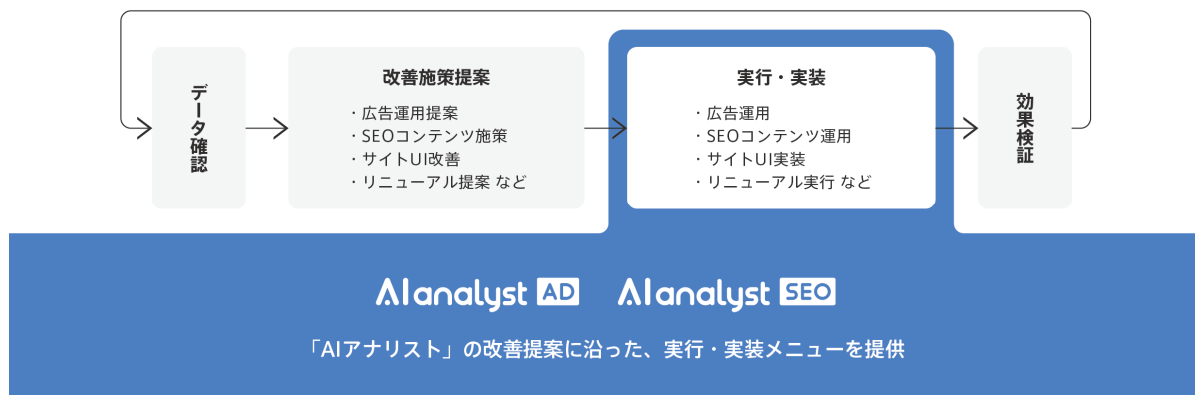 データ確認
改善施策提案
・広告運用提案
・SEOコンテンツ施策
・サイトUI改善
・リニューアル提案 など
実行・実装
・広告運用
・SEOコンテンツ運用
・サイトUI実装
・リニューアル実行 など
効果検証
AI analyst AD
AI analyst SEO
「AIアナリスト」の改善提案に沿った、実行・実装メニューを提供